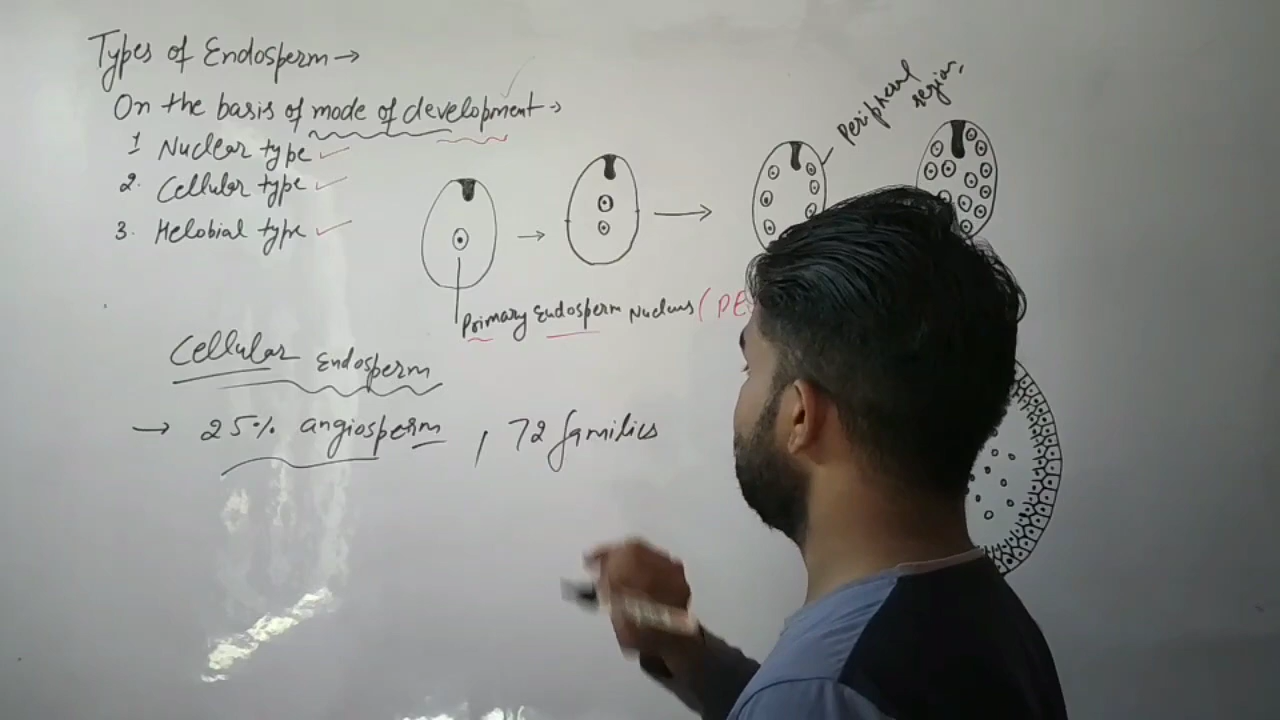 Types of Endosperm →
On the basis of mode of development →
1 Nuclear type
2. Cellular type
3. Helobial type
Peripheral
region,
Primary Endosperm Nucleus (PE
Cellular Endosperm
→ 25% angiosperm, 72 families